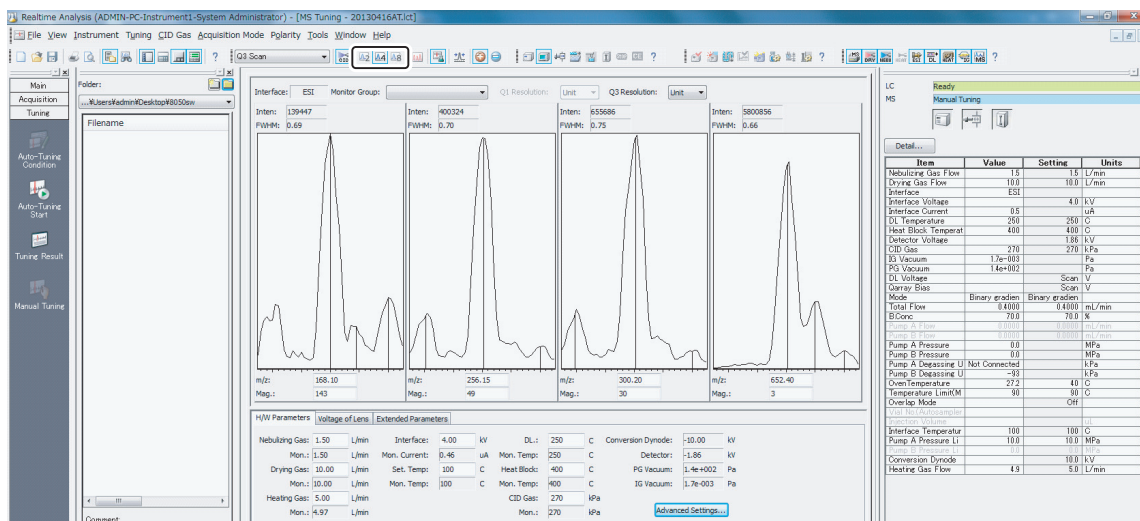 Realtime Analysis (ADMIN-PC-Instrument1-System Administrator) - [MS Tuning - 20130416AT.lct]
File View Instrument Tuning CID Gas Acquisition Mode Polarity Tools Window Help
? Q3 Scan CID Δ2 Δ4 Δ8 ? ?
Main
Acquisition
Tuning
Auto-Tuning Condition
Auto-Tuning Start
Tuning Result
Manual Tuning
Folder:
...¥Users¥admin¥Desktop¥8050sw
Filename
Comment:
Interface: ESI Monitor Group: Q1 Resolution: Unit Q3 Resolution: Unit
Inten: 139447 Inten: 400324 Inten: 655686 Inten: 5800856
FWHM: 0.69 FWHM: 0.70 FWHM: 0.75 FWHM: 0.66
m/z: 168.10 m/z: 256.15 m/z: 300.20 m/z: 652.40
Mag.: 143 Mag.: 49 Mag.: 30 Mag.: 3
H/W Parameters Voltage of Lens Extended Parameters
Nebulizing Gas: 1.50 L/min Interface: 4.00 kV DL.: 250 C Conversion Dynode: -10.00 kV
Mon.: 1.50 L/min Mon. Current: 0.46 uA Mon. Temp: 250 C Detector: -1.86 kV
Drying Gas: 10.00 L/min Set. Temp: 100 C Heat Block: 400 C PG Vacuum: 1.4e+002 Pa
Mon.: 10.00 L/min Mon. Temp: 100 C Mon. Temp: 400 C IG Vacuum: 1.7e-003 Pa
Heating Gas: 5.00 L/min CID Gas: 270 kPa
Mon.: 4.97 L/min Mon.: 270 kPa Advanced Settings...
LC Ready
MS Manual Tuning
Detail...
Item Value Setting Units
Nebulizing Gas Flow 1.5 1.5 L/min
Drying Gas Flow 10.0 10.0 L/min
Interface ESI
Interface Voltage 4.0 kV
Interface Current 0.5 uA
DL Temperature 250 250 C
Heat Block Temperat 400 400 C
Detector Voltage 1.86 kV
CID Gas 270 270 kPa
IG Vacuum 1.7e-003 Pa
PG Vacuum 1.4e+002 Pa
DL Voltage Scan V
Qarray Bias Scan V
Mode Binary gradien Binary gradien
Total Flow 0.4000 0.4000 mL/min
B.Conc 70.0 70.0 %
Pump A Flow 0.0000 0.0000 mL/min
Pump B Flow 0.0000 0.0000 mL/min
Pump A Pressure 0.0 MPa
Pump B Pressure 0.0 MPa
Pump A Degassing U Not Connected kPa
Pump B Degassing U -93 kPa
OvenTemperature 27.2 40 C
Temperature Limit(M 90 90 C
Overlap Mode Off
Vial No(Autosampler
Injection Volume uL
Interface Temperatur 100 100 C
Pump A Pressure Li 10.0 10.0 MPa
Pump B Pressure Li 0.0 0.0 MPa
Conversion Dynode 10.0 kV
Heating Gas Flow 4.9 5.0 L/min